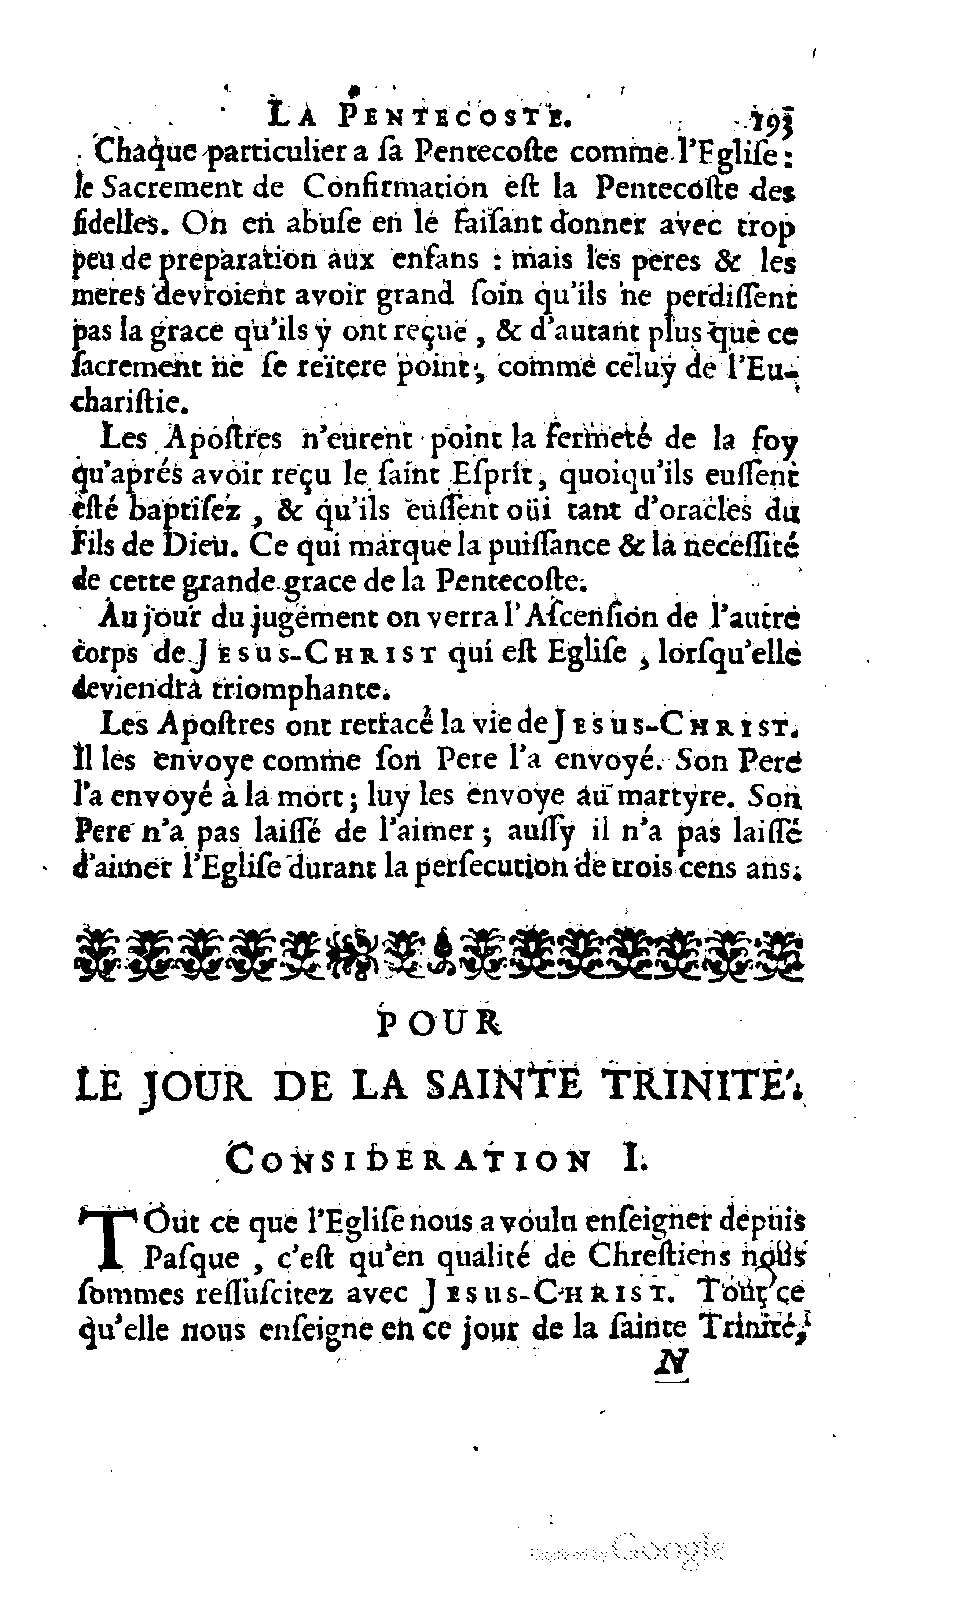 LA PENTECOSTE. 193
Chaque particulier a ſa Pentecoſte comme l'Egliſe:
le Sacrement de Confirmation eſt la Pentecoſte des
fidelles. On en abuſe en le faiſant donner avec trop
peu de préparation aux enfans : mais les peres & les
meres devroient avoir grand ſoin qu'ils ne perdiſſent
pas la grace qu'ils y ont reçuë, & d'autant plus que ce
ſacrement ne ſe reïtere point, comme celuy de l'Eu-
chariſtie.
Les Apoſtres n'eurent point la fermeté de la foy
qu'aprés avoir reçu le ſaint Eſprit, quoiqu'ils euſſent
eſté baptiſez, & qu'ils euſſent oüi tant d'oracles du
Fils de Dieu. Ce qui marque la puiſſance & la neceſſité
de cette grande grace de la Pentecoſte.
Au jour du jugement on verra l'Aſcenſion de l'autre
corps de JESUS-CHRIST qui eſt Egliſe, lorſqu'elle
deviendra triomphante.
Les Apoſtres ont retracé la vie de JESUS-CHRIST.
Il les envoye comme ſon Pere l'a envoyé. Son Pere
l'a envoyé à la mort; luy les envoye au martyre. Son
Pere n'a pas laiſſé de l'aimer; auſſy il n'a pas laiſſé
d'aimer l'Egliſe durant la perſecution de trois cens ans.
POUR
LE JOUR DE LA SAINTE TRINITE'.
CONSIDERATION I.
TOut ce que l'Egliſe nous a voulu enſeigner depuis
Paſque, c'eſt qu'en qualité de Chreſtiens nous
ſommes reſſuſcitez avec JESUS-CHRIST. Tout ce
qu'elle nous enſeigne en ce jour de la ſainte Trinité,
N
Google